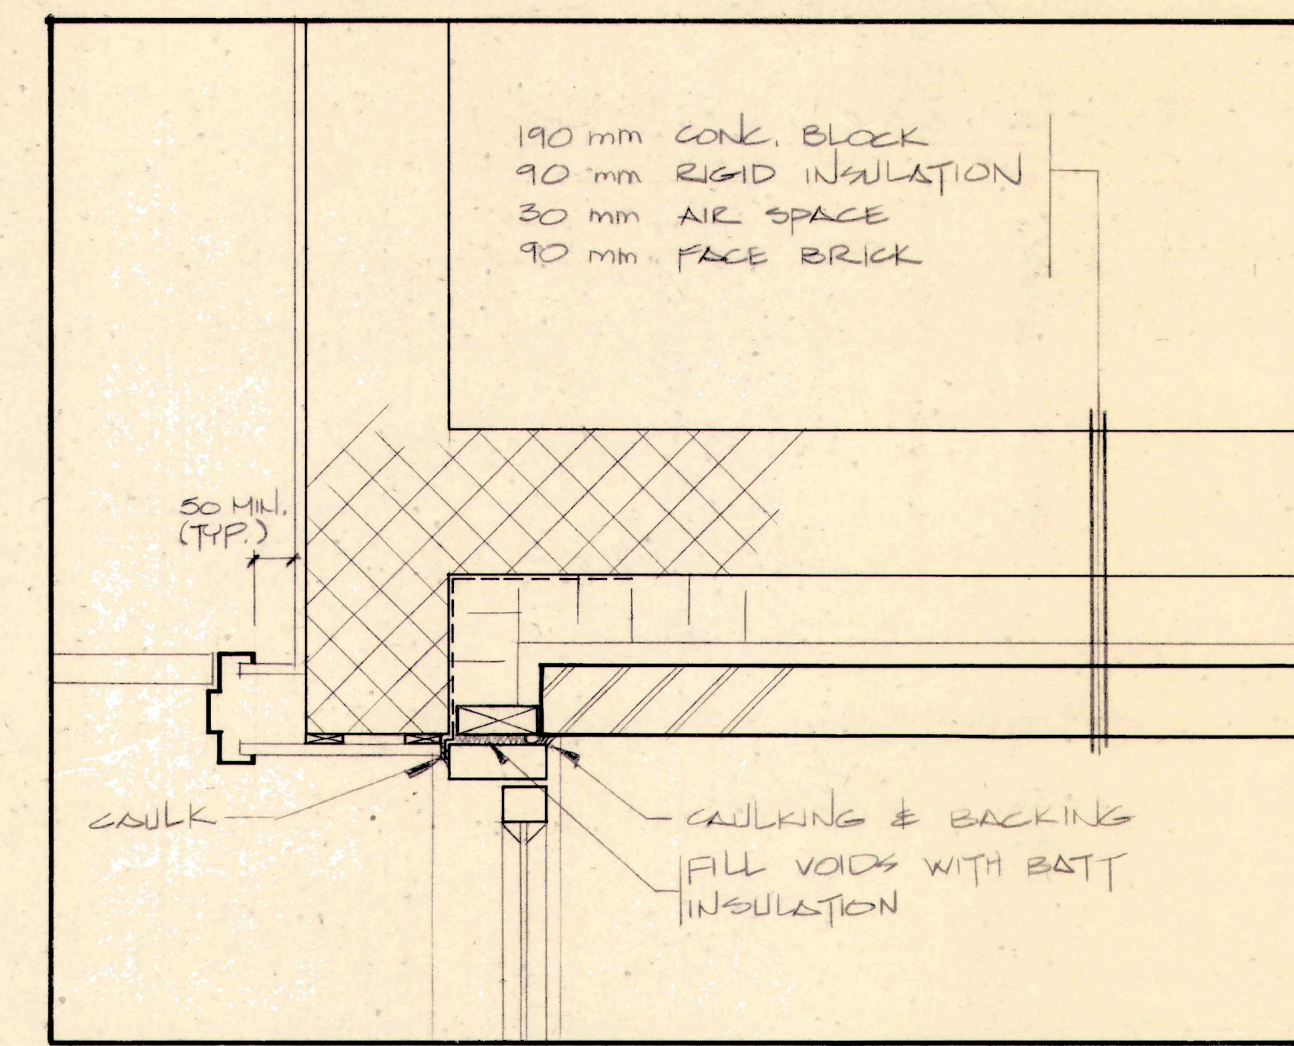 190 mm CONC. BLOCK
90 mm RIGID INSULATION
30 mm AIR SPACE
90 mm FACE BRICK
50 MIN.
(TYP.)
CAULK
CAULKING & BACKING
FILL VOIDS WITH BATT
INSULATION